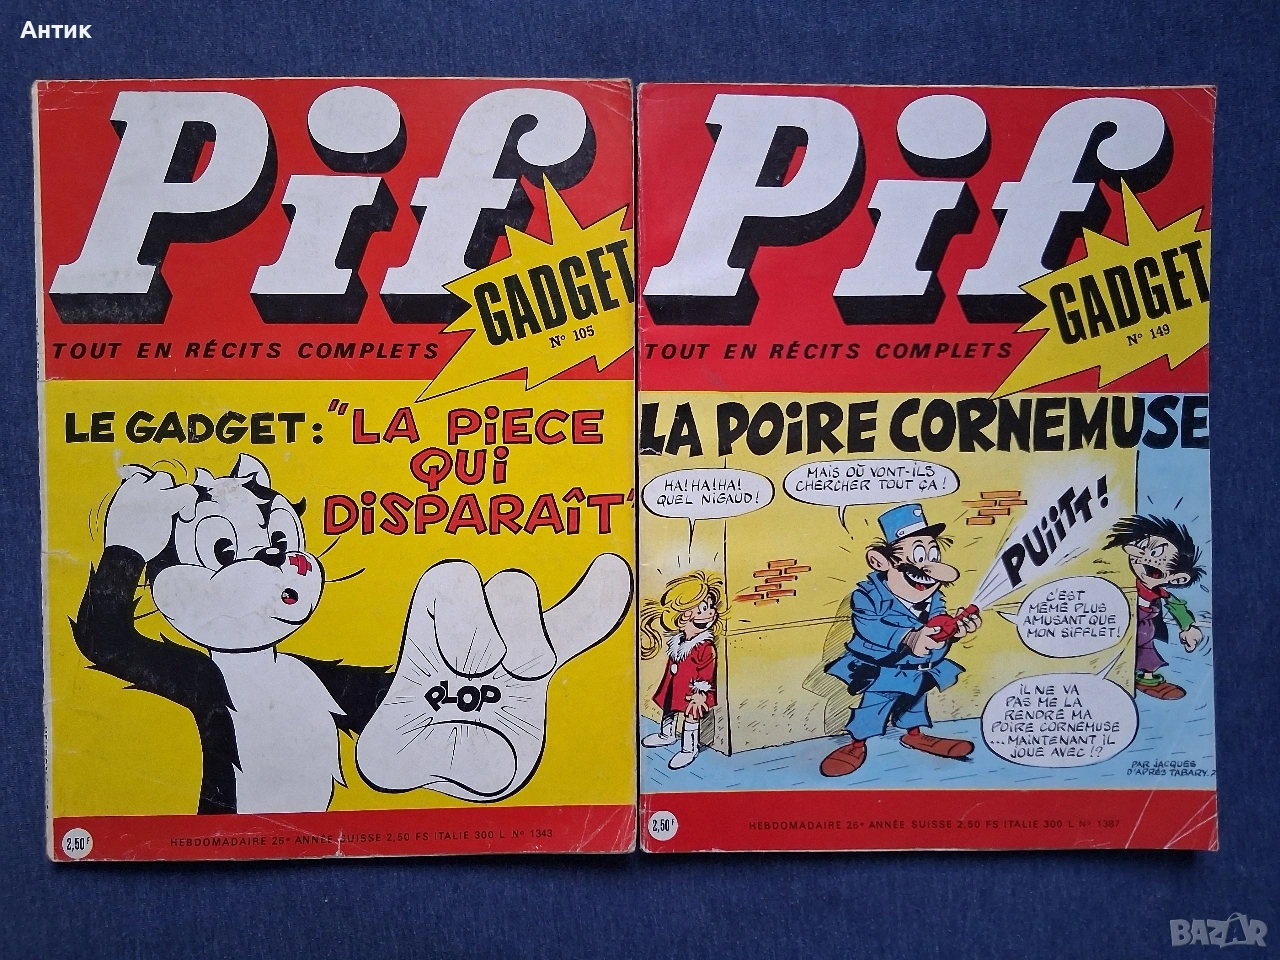 Антик
Pif
GADGET
N° 105
TOUT EN RÉCITS COMPLETS
LE GADGET: "LA PiECE
QUi
DiSPARAÎT"
PLOP
2,50F
HEBDOMADAIRE 25e ANNÉE SUISSE 2,50 FS ITALIE 300 L N° 1343
Pif
GADGET
N° 149
TOUT EN RÉCITS COMPLETS
LA POiRE CORNEMUSE
HA! HA! HA!
QUEL NIGAUD!
MAIS OÙ VONT-ILS
CHERCHER TOUT ÇA!
PUiiTT!
C'EST
MÊME PLUS
AMUSANT QUE
MON SIFFLET!
IL NE VA
PAS ME LA
RENDRE MA
POIRE CORNEMUSE
...MAINTENANT IL
JOUE AVEC!?
PAR JACQUES
D'APRÈS TABARY.
2,50F
HEBDOMADAIRE 26e ANNÉE SUISSE 2,50 FS ITALIE 300 L N° 1387
BAZAR